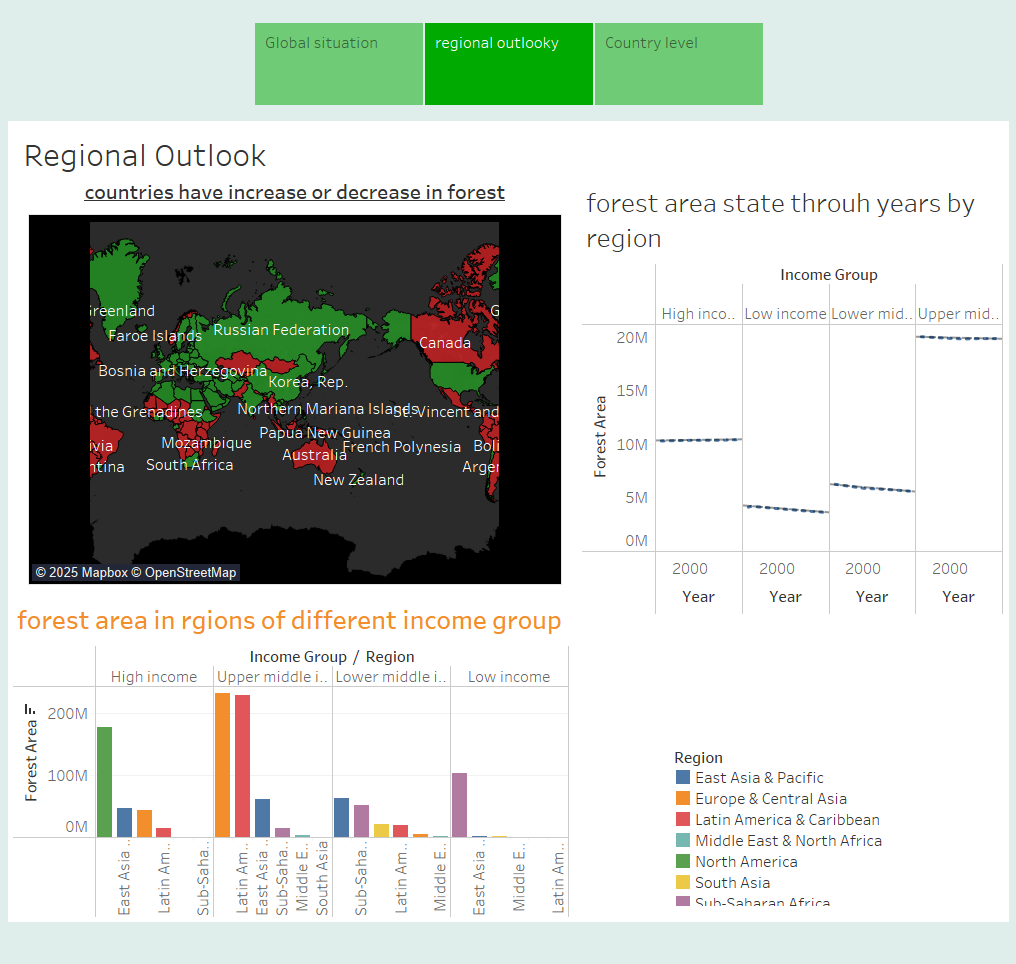 Global situation
regional outlooky
Country level
Regional Outlook
countries have increase or decrease in forest
Greenland
Faroe Islands
Russian Federation
Canada
G
Bosnia and Herzegovina
Korea, Rep.
the Grenadines
Northern Mariana Islands
St. Vincent and
Papua New Guinea
Mozambique
French Polynesia
ivia
Boli
Australia
ntina
South Africa
Arger
New Zealand
© 2025 Mapbox © OpenStreetMap
forest area state throuh years by
region
Income Group
High inco.. Low income Lower mid.. Upper mid..
20M
15M
10M
5M
0M
Forest Area
2000 2000 2000 2000
Year Year Year Year
forest area in rgions of different income group
Income Group / Region
High income Upper middle i.. Lower middle i.. Low income
Forest Area
200M
100M
0M
East Asia ..
Latin Am..
Sub-Saha..
Latin Am..
East Asia ..
Sub-Saha..
Middle E..
South Asia
Sub-Saha..
Latin Am..
Middle E..
East Asia ..
Middle E..
Latin Am..
Region
East Asia & Pacific
Europe & Central Asia
Latin America & Caribbean
Middle East & North Africa
North America
South Asia
Sub-Saharan Africa